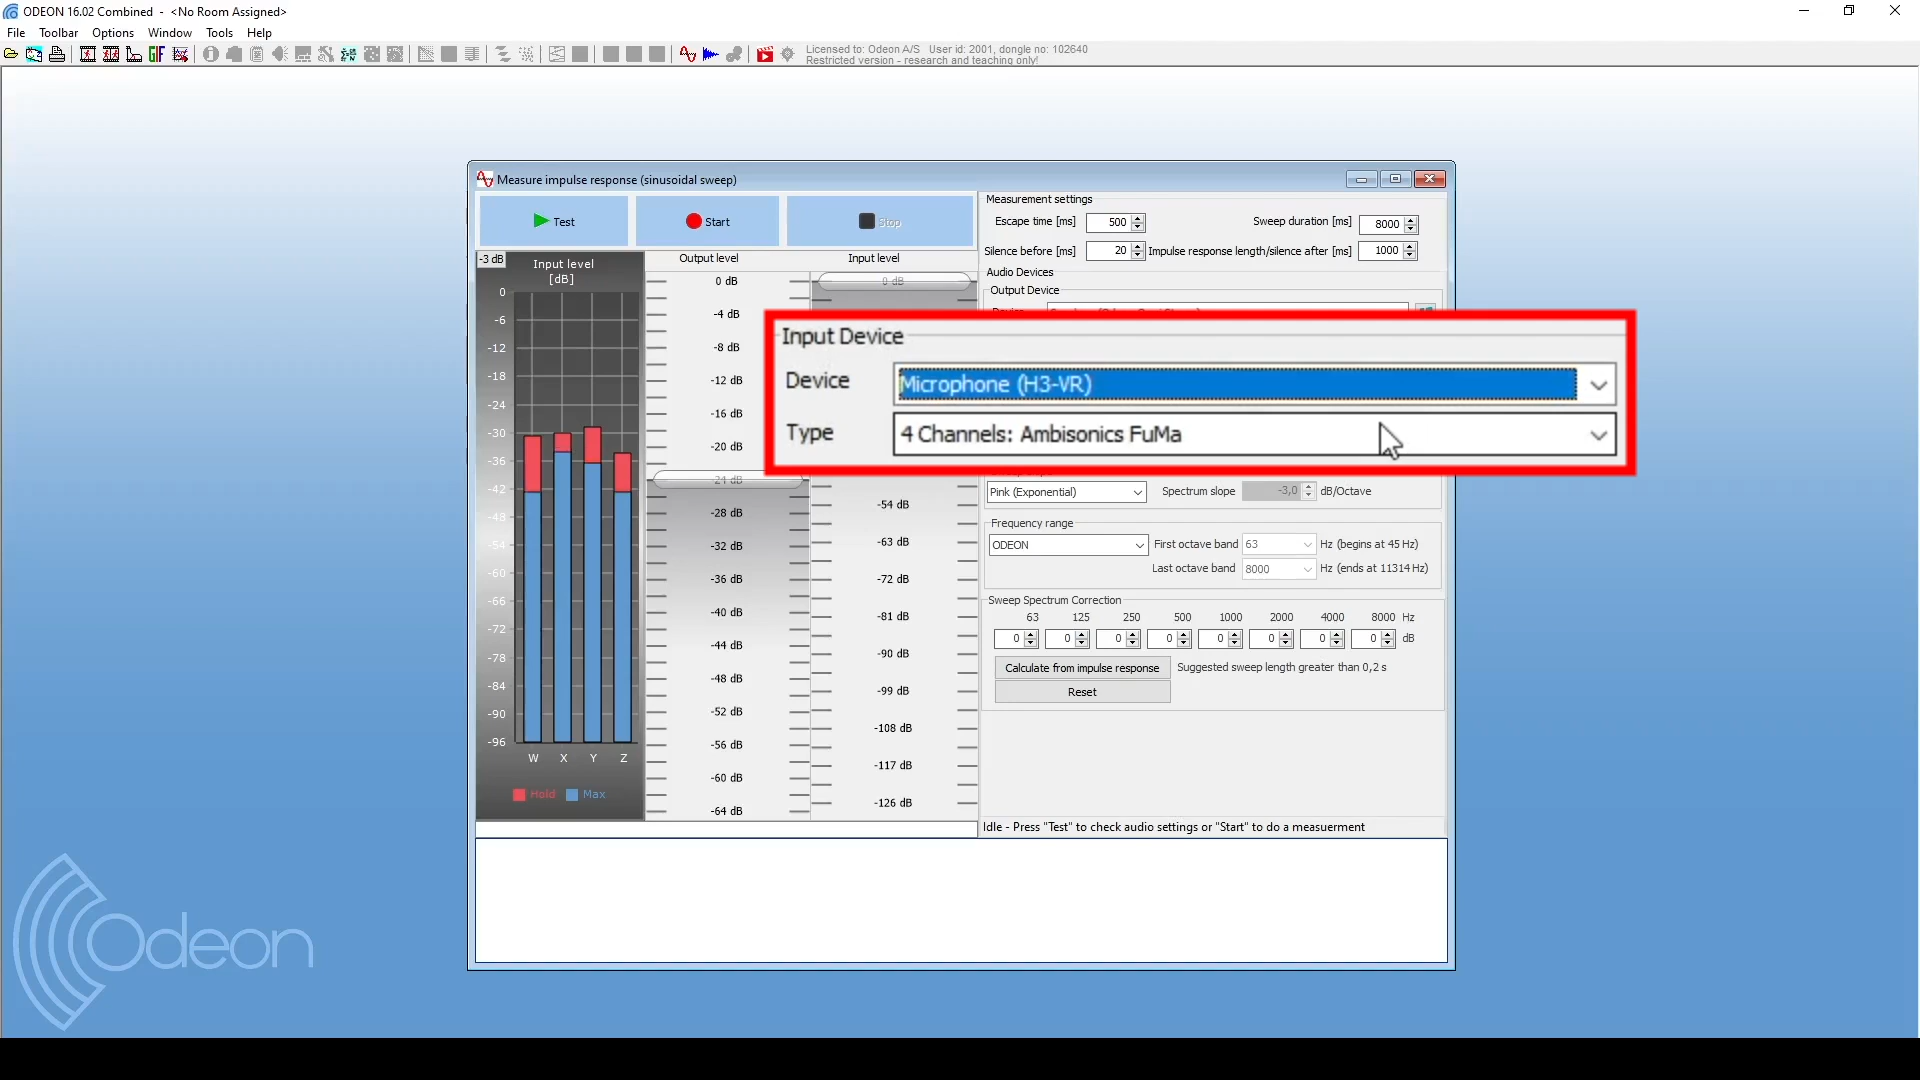 ODEON 16.02 Combined - <No Room Assigned>
File Toolbar Options Window Tools Help
Licensed to: Odeon A/S User id: 2001, dongle no: 102640
Restricted version - research and teaching only!
Measure impulse response (sinusoidal sweep)
Test Start Stop
Measurement settings
Escape time [ms] 500 Sweep duration [ms] 8000
Silence before [ms] 20 Impulse response length/silence after [ms] 1000
Audio Devices
Output Device
Input Device
Device Microphone (H3-VR)
Type 4 Channels: Ambisonics FuMa
Pink (Exponential) Spectrum slope -3,0 dB/Octave
Frequency range
ODEON First octave band 63 Hz (begins at 45 Hz)
Last octave band 8000 Hz (ends at 11314 Hz)
Sweep Spectrum Correction
63 125 250 500 1000 2000 4000 8000 Hz
0 0 0 0 0 0 0 0 dB
Calculate from impulse response Suggested sweep length greater than 0,2 s
Reset
Idle - Press "Test" to check audio settings or "Start" to do a measuerment
-3 dB
Input level
[dB]
0
-6
-12
-18
-24
-30
-36
-42
-48
-54
-60
-66
-72
-78
-84
-90
-96
W X Y Z
Hold Max
Output level
0 dB
-4 dB
-8 dB
-12 dB
-16 dB
-20 dB
-24 dB
-28 dB
-32 dB
-36 dB
-40 dB
-44 dB
-48 dB
-52 dB
-56 dB
-60 dB
-64 dB
Input level
0 dB
-54 dB
-63 dB
-72 dB
-81 dB
-90 dB
-99 dB
-108 dB
-117 dB
-126 dB
Odeon